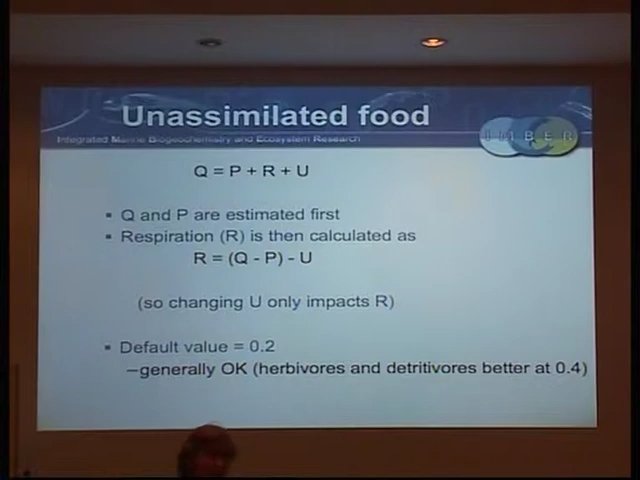 Unassimilated food
Integrated Marine Biogeochemistry and Ecosystem Research
I M B E R
Q = P + R + U
▪ Q and P are estimated first
▪ Respiration (R) is then calculated as
R = (Q - P) - U
(so changing U only impacts R)
▪ Default value = 0.2
–generally OK (herbivores and detritivores better at 0.4)